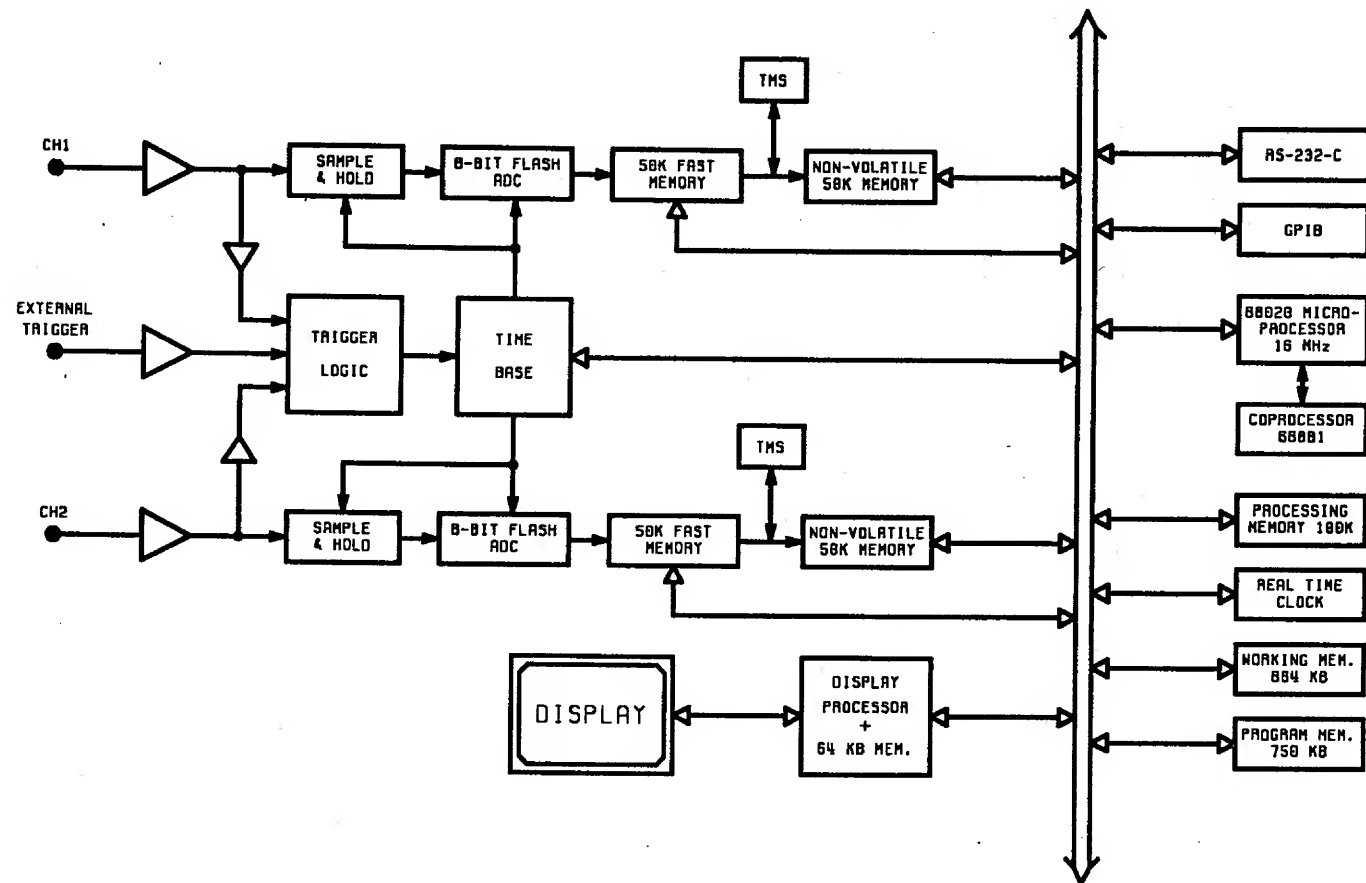 TMS
CH1
SAMPLE
& HOLD
8-BIT FLASH
ADC
50K FAST
MEMORY
NON-VOLATILE
50K MEMORY
RS-232-C
GPIB
EXTERNAL
TRIGGER
TRIGGER
LOGIC
TIME
BASE
68020 MICRO-
PROCESSOR
16 MHz
COPROCESSOR
68881
TMS
CH2
SAMPLE
& HOLD
8-BIT FLASH
ADC
50K FAST
MEMORY
NON-VOLATILE
50K MEMORY
PROCESSING
MEMORY 100K
REAL TIME
CLOCK
WORKING MEM.
664 KB
PROGRAM MEM.
750 KB
DISPLAY
DISPLAY
PROCESSOR
+
64 KB MEM.